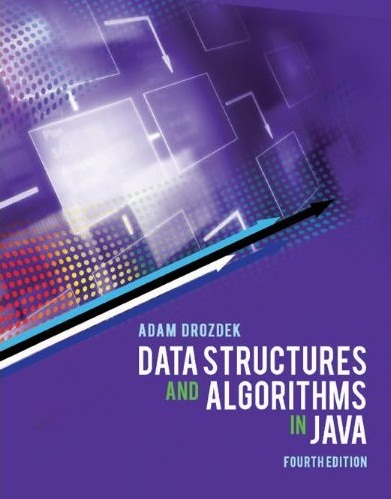 ADAM DROZDEK
DATA STRUCTURES
AND ALGORITHMS
IN JAVA
FOURTH EDITION